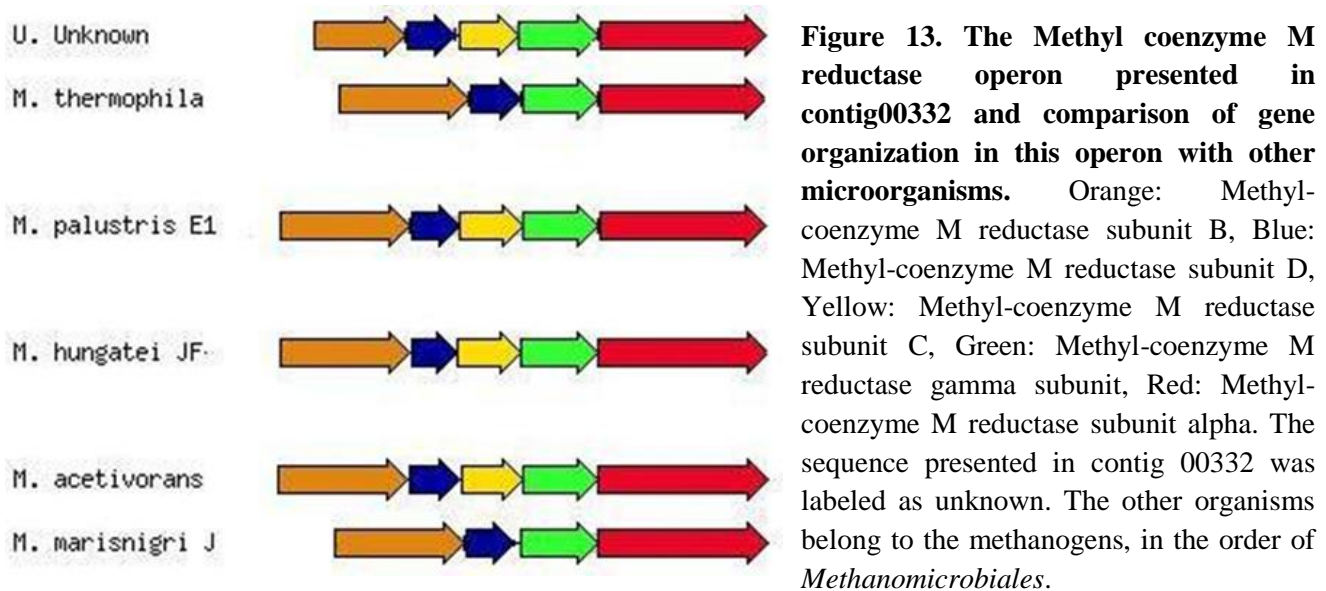 U. Unknown
M. thermophila
M. palustris E1
M. hungatei JF-
M. acetivorans
M. marisnigri J
Figure 13. The Methyl coenzyme M
reductase operon presented in
contig00332 and comparison of gene
organization in this operon with other
microorganisms. Orange: Methyl-
coenzyme M reductase subunit B, Blue:
Methyl-coenzyme M reductase subunit D,
Yellow: Methyl-coenzyme M reductase
subunit C, Green: Methyl-coenzyme M
reductase gamma subunit, Red: Methyl-
coenzyme M reductase subunit alpha. The
sequence presented in contig 00332 was
labeled as unknown. The other organisms
belong to the methanogens, in the order of
Methanomicrobiales.